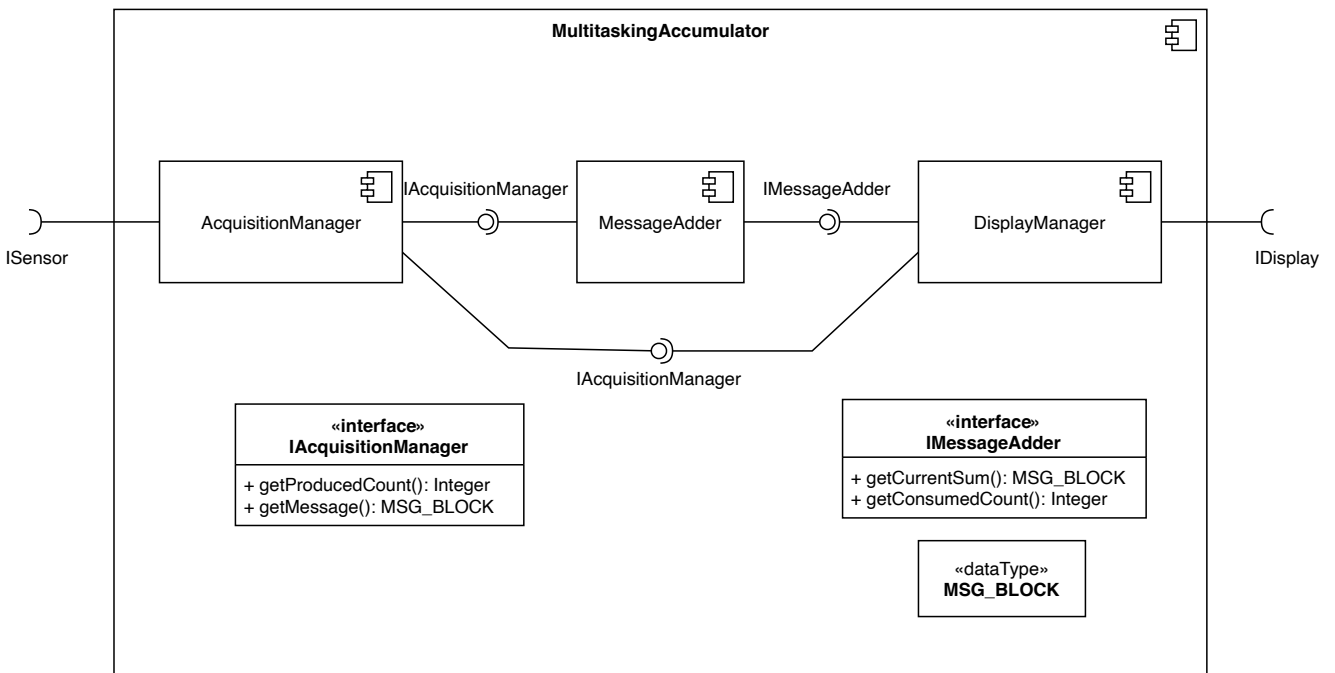 MultitaskingAccumulator
IAcquisitionManager
IMessageAdder
AcquisitionManager
MessageAdder
DisplayManager
ISensor
IDisplay
IAcquisitionManager
«interface»
IAcquisitionManager
+ getProducedCount(): Integer
+ getMessage(): MSG_BLOCK
«interface»
IMessageAdder
+ getCurrentSum(): MSG_BLOCK
+ getConsumedCount(): Integer
«dataType»
MSG_BLOCK